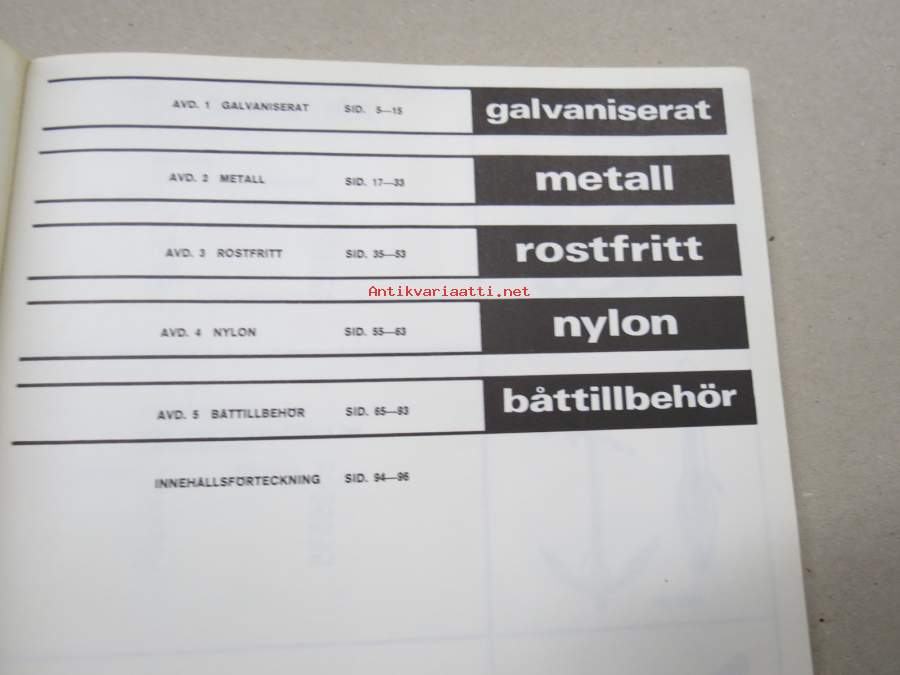 AVD. 1 GALVANISERAT SID. 5—15 galvaniserat
AVD. 2 METALL SID. 17—33 metall
AVD. 3 ROSTFRITT SID. 35—53 rostfritt
Antikvariaatti.net
AVD. 4 NYLON SID. 55—63 nylon
AVD. 5 BÅTTILLBEHÖR SID. 65—93 båttillbehör
INNEHÅLLSFÖRTECKNING SID. 94—96